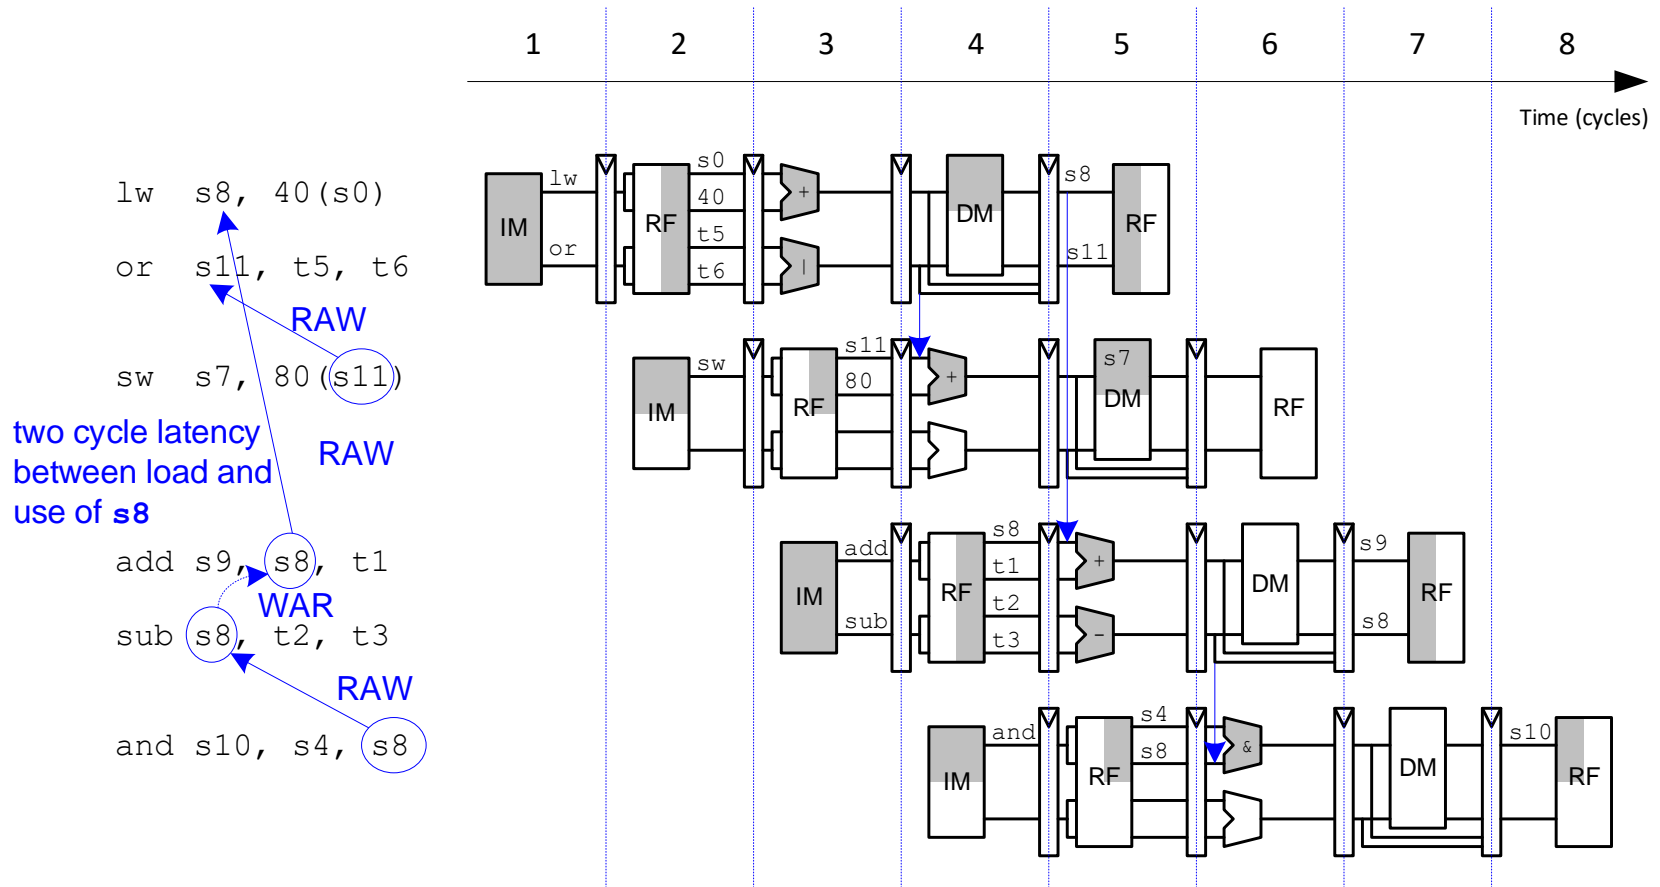 1 2 3 4 5 6 7 8
Time (cycles)
lw s8, 40(s0)
or s11, t5, t6
RAW
sw s7, 80(s11)
two cycle latency
between load and
use of s8
RAW
add s9, s8, t1
WAR
sub s8, t2, t3
RAW
and s10, s4, s8
IM
lw
or
RF
s0
40
t5
t6
+
|
DM
s8
s11
RF
IM
sw
RF
s11
80
+
s7
DM
RF
IM
add
sub
RF
s8
t1
t2
t3
+
-
DM
s9
s8
RF
IM
and
RF
s4
s8
&
DM
s10
RF